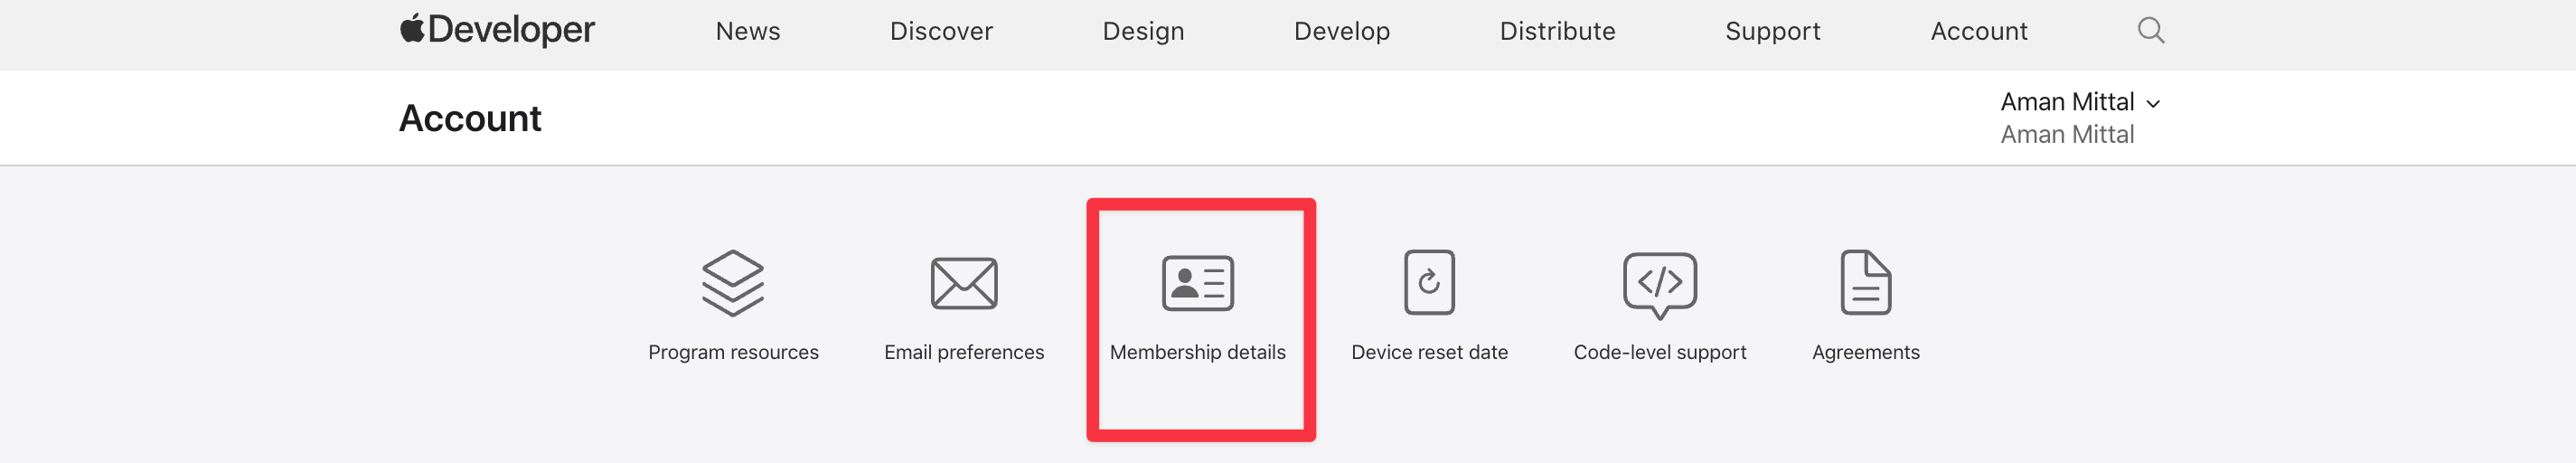 Developer News Discover Design Develop Distribute Support Account
Account
Aman Mittal
Aman Mittal
Program resources Email preferences Membership details Device reset date Code-level support Agreements